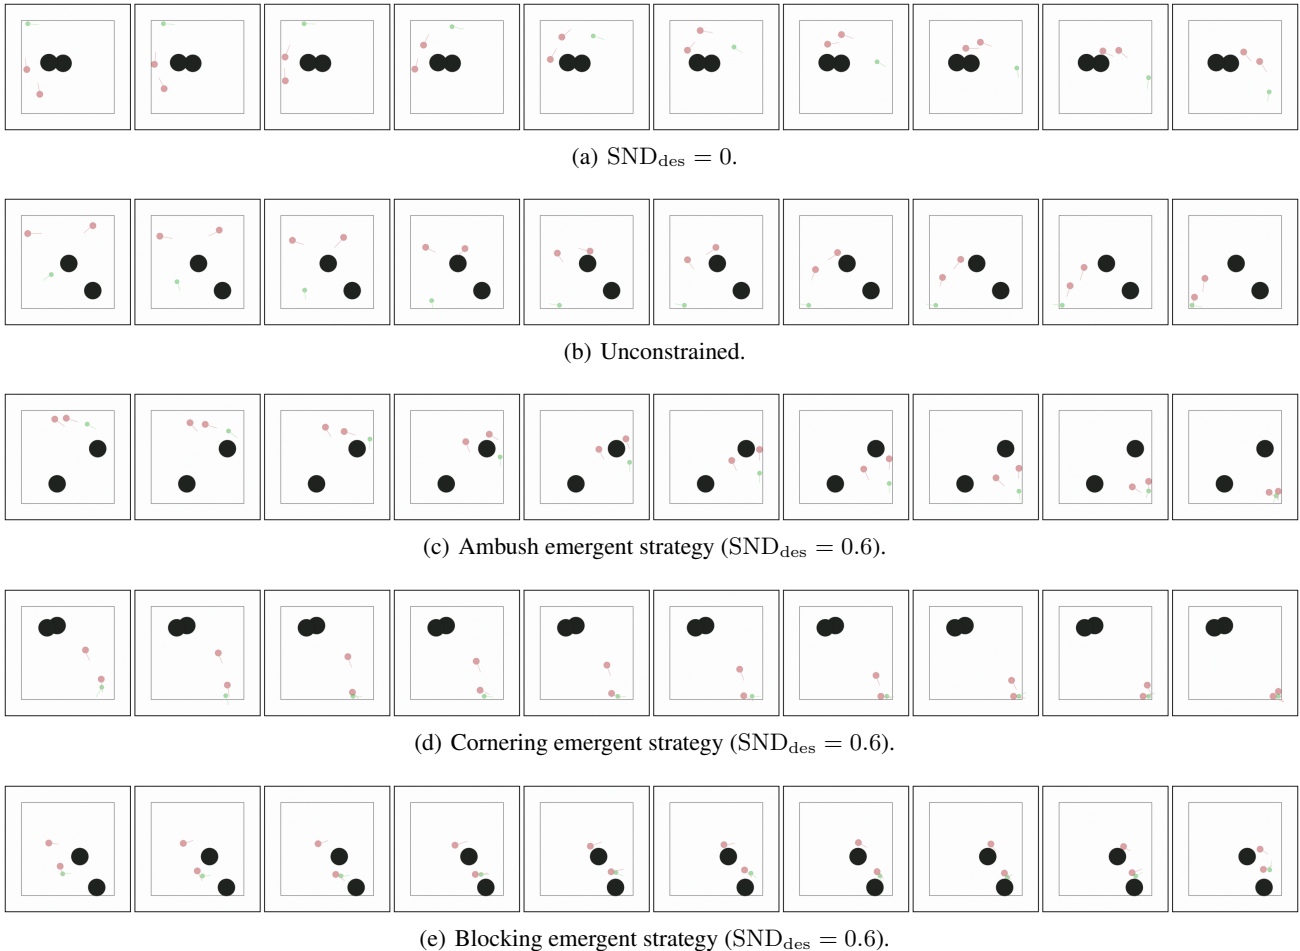 (a) SND_des = 0.
(b) Unconstrained.
(c) Ambush emergent strategy (SND_des = 0.6).
(d) Cornering emergent strategy (SND_des = 0.6).
(e) Blocking emergent strategy (SND_des = 0.6).